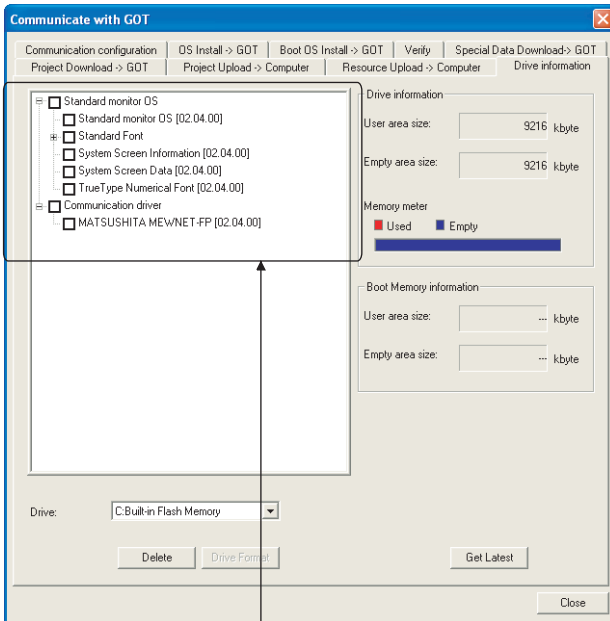 Communicate with GOT
Communication configuration OS Install -> GOT Boot OS Install -> GOT Verify Special Data Download-> GOT
Project Download -> GOT Project Upload -> Computer Resource Upload -> Computer Drive information
Standard monitor OS
Standard monitor OS [02.04.00]
Standard Font
System Screen Information [02.04.00]
System Screen Data [02.04.00]
TrueType Numerical Font [02.04.00]
Communication driver
MATSUSHITA MEWNET-FP [02.04.00]
Drive information
User area size: 9216 kbyte
Empty area size: 9216 kbyte
Memory meter
Used Empty
Boot Memory information
User area size: --- kbyte
Empty area size: --- kbyte
Drive: C:Built-in Flash Memory
Delete Drive Format Get Latest
Close